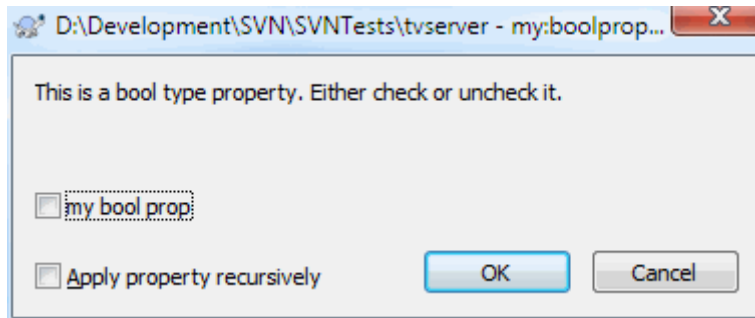 D:\Development\SVN\SVNTests\tvserver - my:boolprop...
This is a bool type property. Either check or uncheck it.
my bool prop
Apply property recursively
OK
Cancel